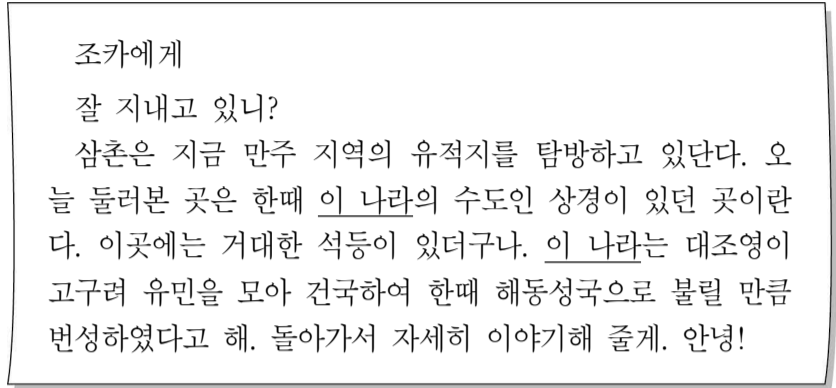 조카에게
잘 지내고 있니?
삼촌은 지금 만주 지역의 유적지를 탐방하고 있단다. 오
늘 둘러본 곳은 한때 이 나라의 수도인 상경이 있던 곳이란
다. 이곳에는 거대한 석등이 있더구나. 이 나라는 대조영이
고구려 유민을 모아 건국하여 한때 해동성국으로 불릴 만큼
번성하였다고 해. 돌아가서 자세히 이야기해 줄게. 안녕!